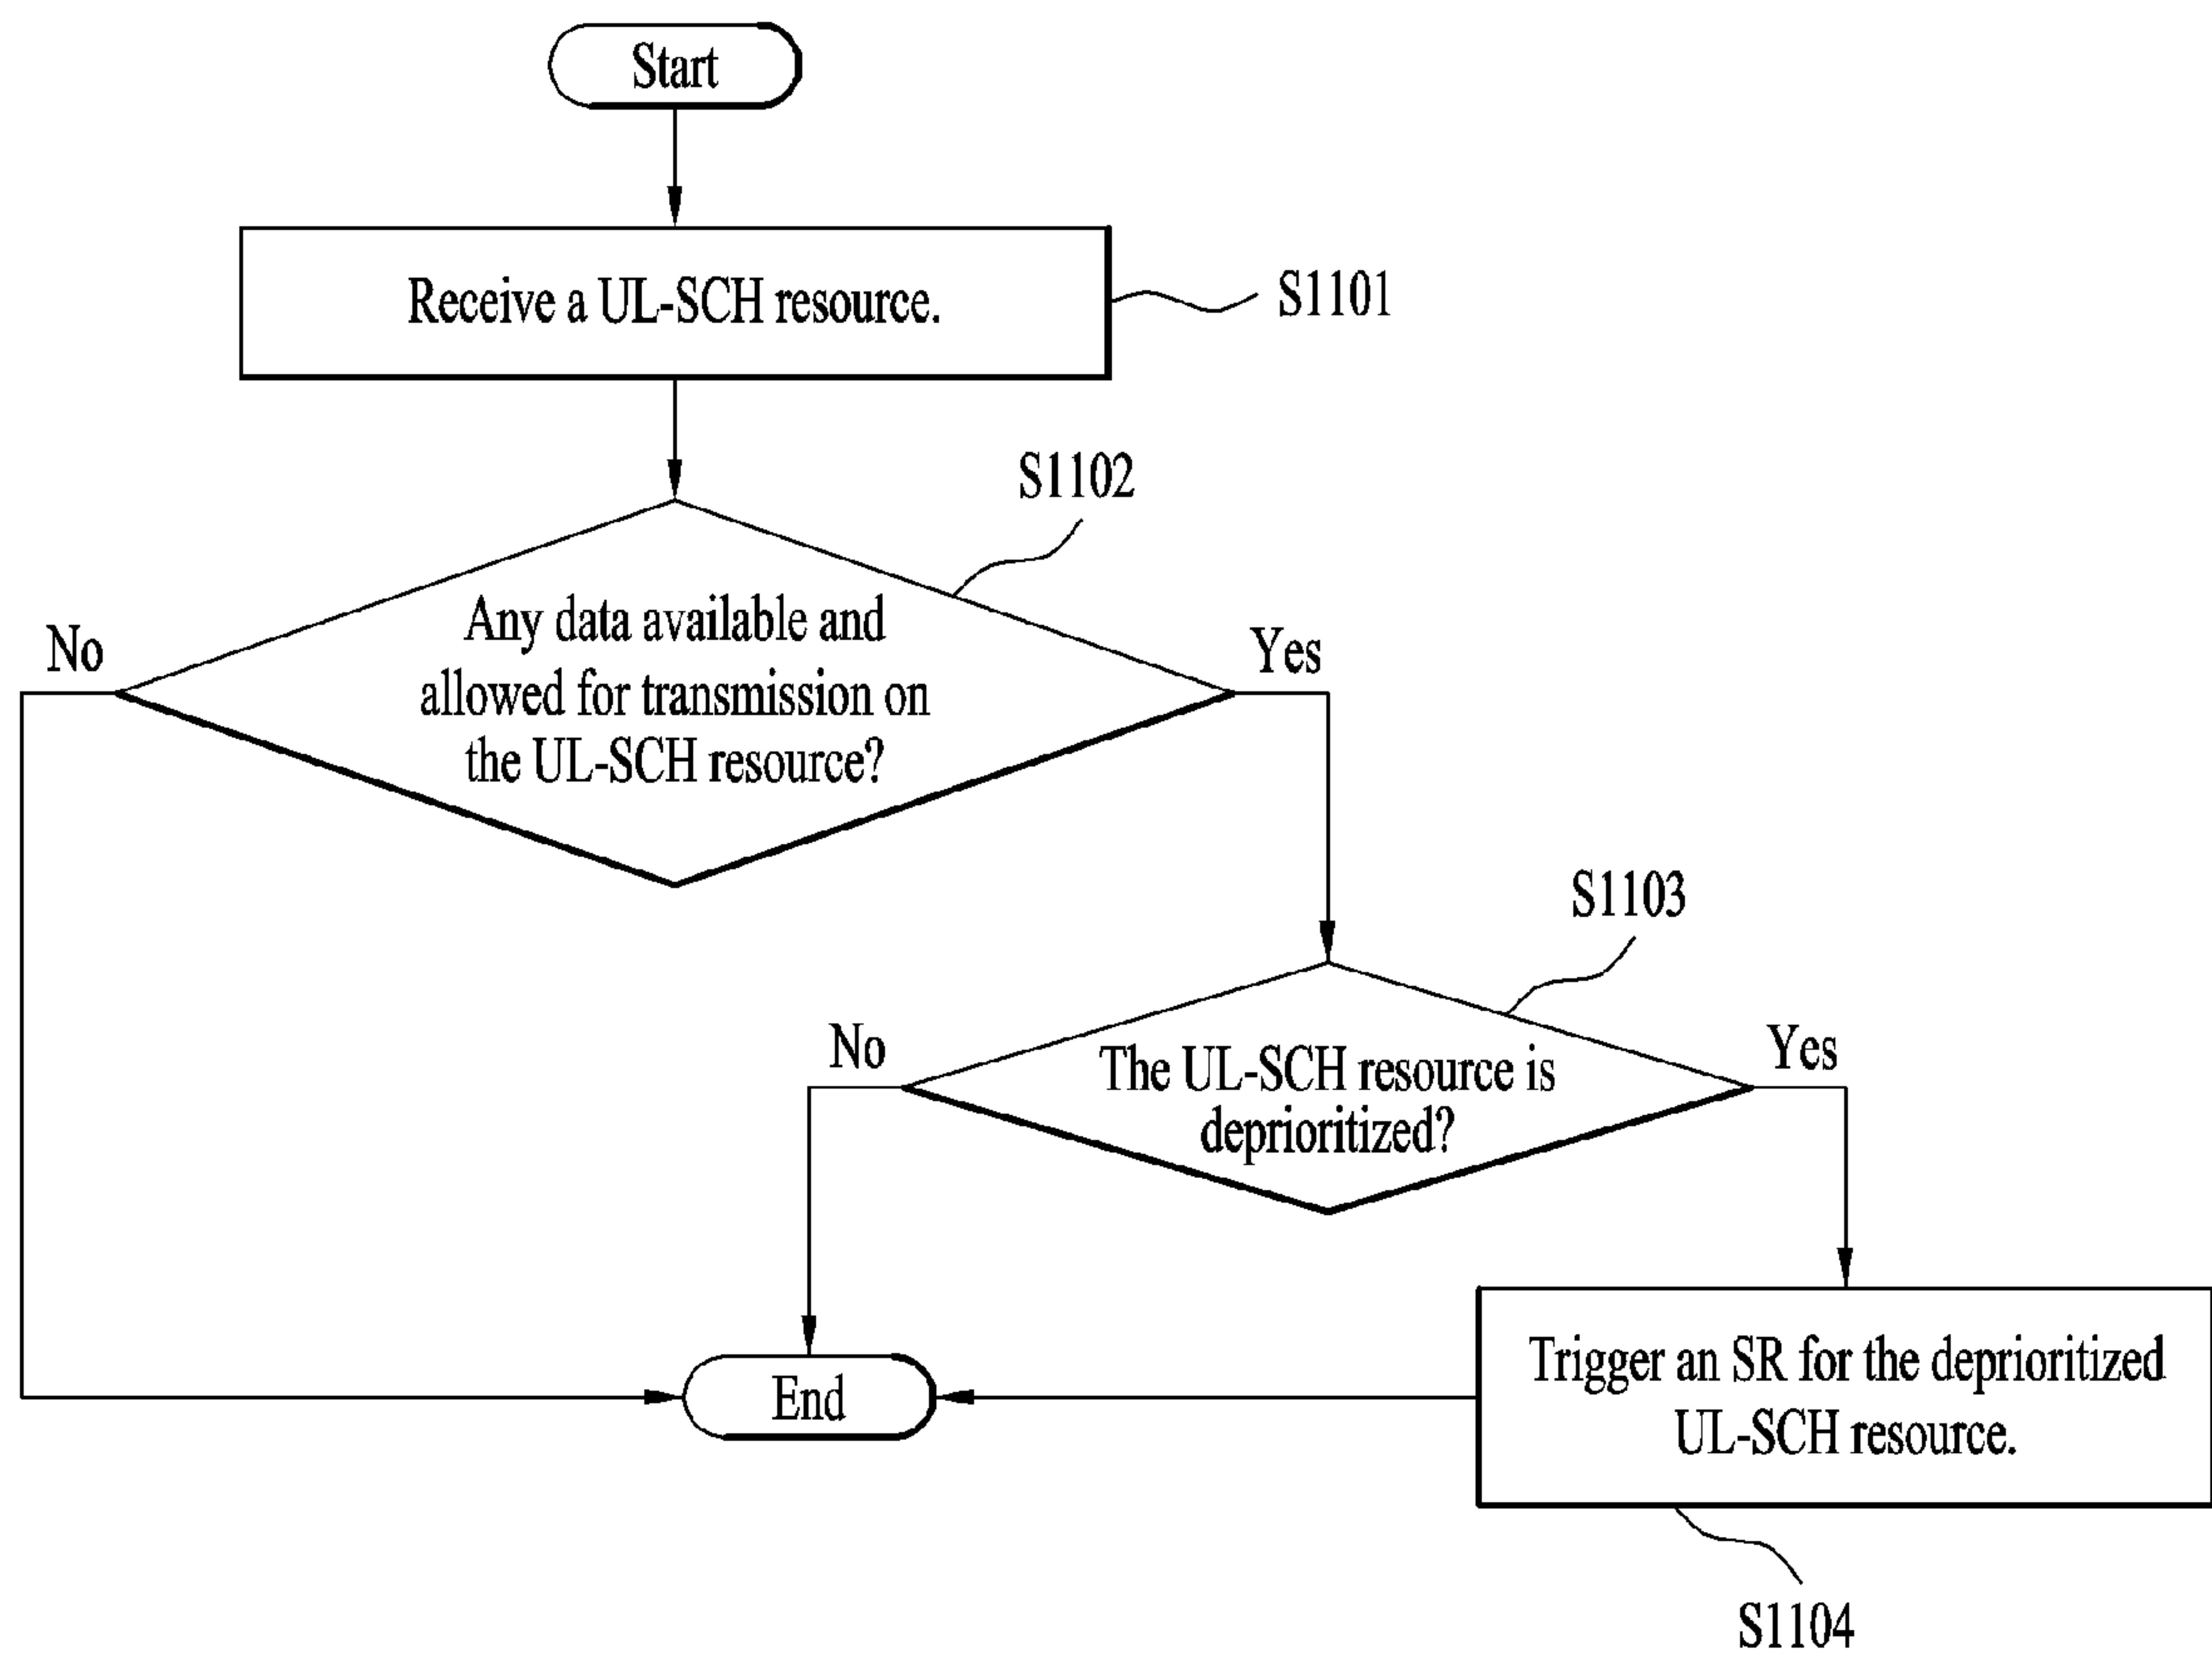 Start
Receive a UL-SCH resource.
S1101
S1102
Any data available and
allowed for transmission on
the UL-SCH resource?
No
Yes
S1103
The UL-SCH resource is
deprioritized?
No
Yes
Trigger an SR for the deprioritized
UL-SCH resource.
End
S1104